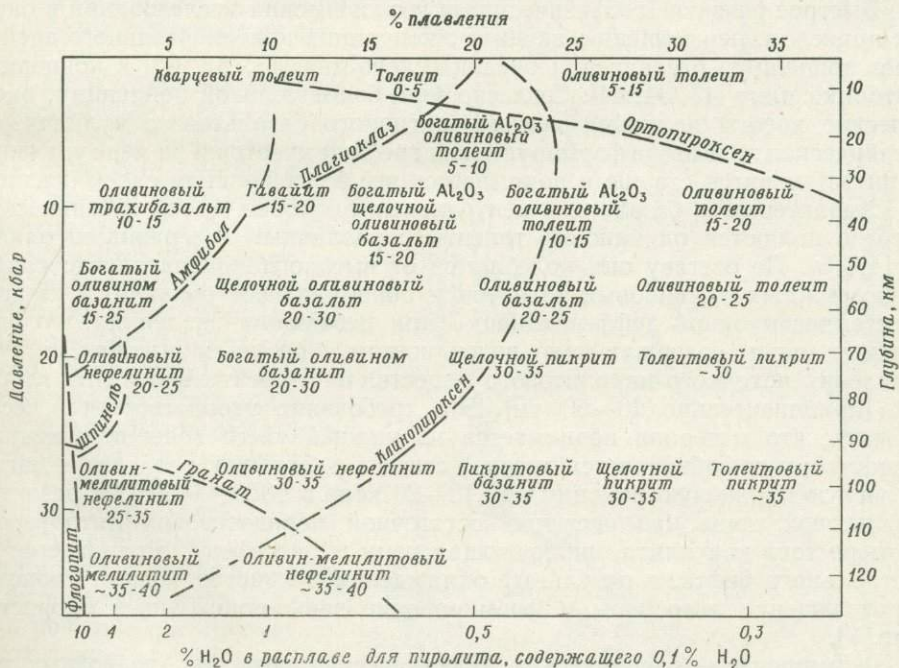 % плавления
5 10 15 20 25 30 35
Кварцевый толеит
Толеит
0-5
Оливиновый толеит
5-15
Плагиоклаз
Богатый Al₂O₃
оливиновый
толеит
5-10
Ортопироксен
Оливиновый
трахибазальт
10-15
Гавайит
15-20
Богатый Al₂O₃
щелочной
оливиновый
базальт
15-20
Богатый Al₂O₃
оливиновый
толеит
10-15
Оливиновый
толеит
15-20
Амфибол
Богатый
оливином
базанит
15-25
Щелочной оливиновый
базальт
20-30
Оливиновый
базальт
20-25
Оливиновый толеит
20-25
Оливиновый
нефелинит
20-25
Богатый оливином
базанит
20-30
Щелочной пикрит
30-35
Толеитовый пикрит
~30
Шпинель
Клинопироксен
Оливин-
мелилитовый
нефелинит
25-35
Гранат
Оливиновый нефелинит
30-35
Пикритовый
базанит
30-35
Щелочной
пикрит
30-35
Толеитовый
пикрит
~35
Флогопит
Оливиновый
мелилитит
~35-40
Оливин-мелилитовый
нефелинит
~35-40
Давление, кбар
10
20
30
Глубина, км
10
20
30
40
50
60
70
80
90
100
110
120
10 4 2 1 0,5 0,3
% H₂O в расплаве для пиролита, содержащего 0,1% H₂O